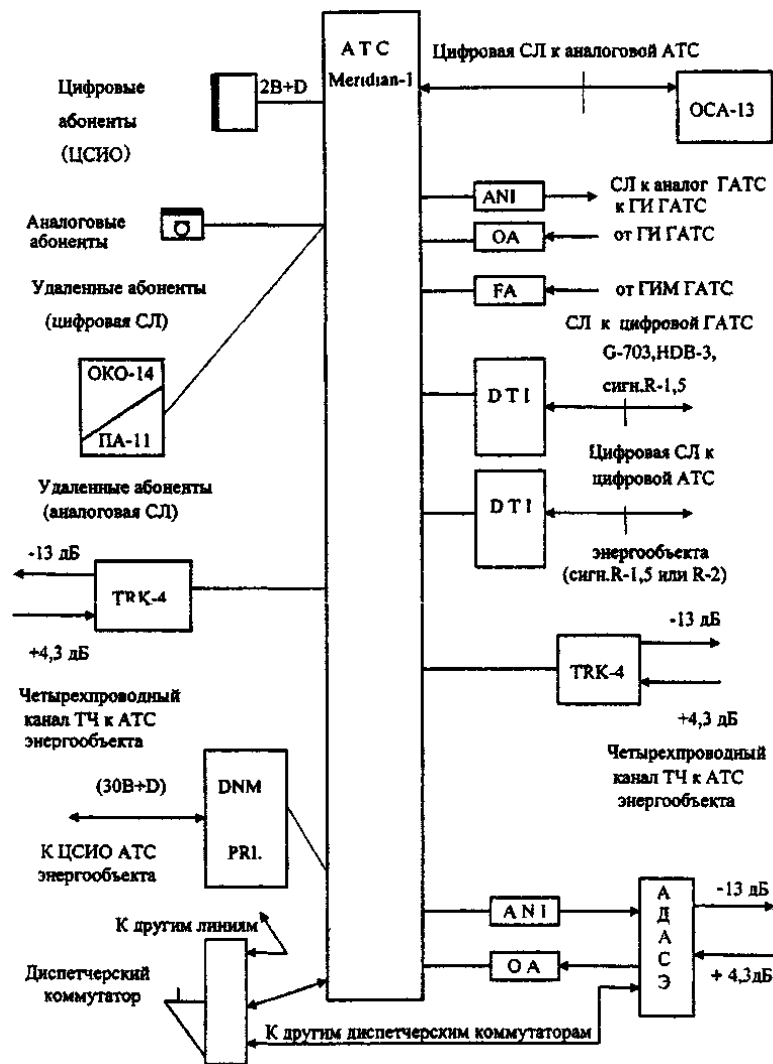 АТС
Meridian-1
Цифровая СЛ к аналоговой АТС
ОСА-13
Цифровые
абоненты
(ЦСИО)
2B+D
Аналоговые
абоненты
ANI
СЛ к аналог ГАТС
к ГИ ГАТС
ОА
от ГИ ГАТС
FA
от ГИМ ГАТС
Удаленные абоненты
(цифровая СЛ)
ОКО-14
ПА-11
СЛ к цифровой ГАТС
G-703,HDB-3,
сигн.R-1,5
DTI
Удаленные абоненты
(аналоговая СЛ)
Цифровая СЛ к
цифровой АТС
DTI
энергообъекта
(сигн.R-1,5 или R-2)
-13 дБ
TRK-4
+4,3 дБ
Четырехпроводный
канал ТЧ к АТС
энергообъекта
-13 дБ
TRK-4
+4,3 дБ
Четырехпроводный
канал ТЧ к АТС
энергообъекта
(30B+D)
DNM
PRI.
К ЦСИО АТС
энергообъекта
К другим линиям
Диспетчерский
коммутатор
ANI
ОА
АДАСЭ
-13 дБ
+ 4,3дБ
К другим диспетчерским коммутаторам